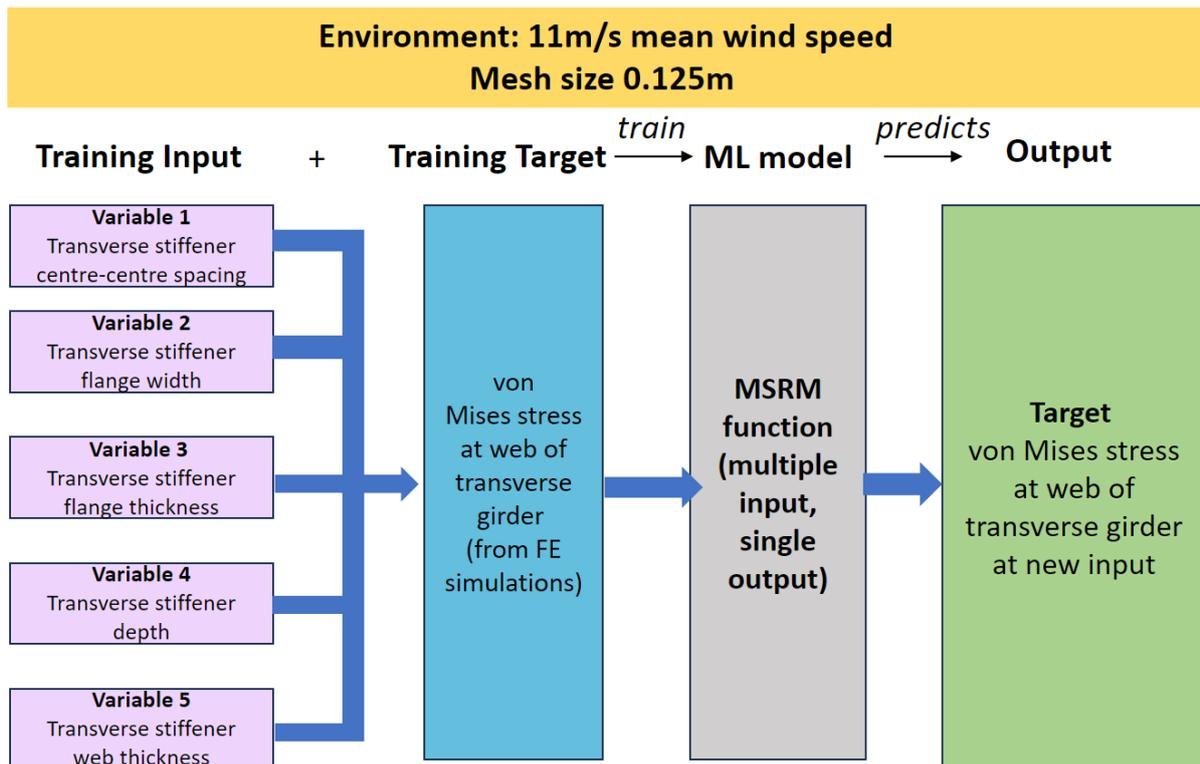 Environment: 11m/s mean wind speed
Mesh size 0.125m
train
predicts
Training Input + Training Target ML model Output
Variable 1
Transverse stiffener
centre-centre spacing
Variable 2
Transverse stiffener
flange width
Variable 3
Transverse stiffener
flange thickness
Variable 4
Transverse stiffener
depth
Variable 5
Transverse stiffener
web thickness
von
Mises stress
at web of
transverse
girder
(from FE
simulations)
MSRM
function
(multiple
input,
single
output)
Target
von Mises stress
at web of
transverse girder
at new input